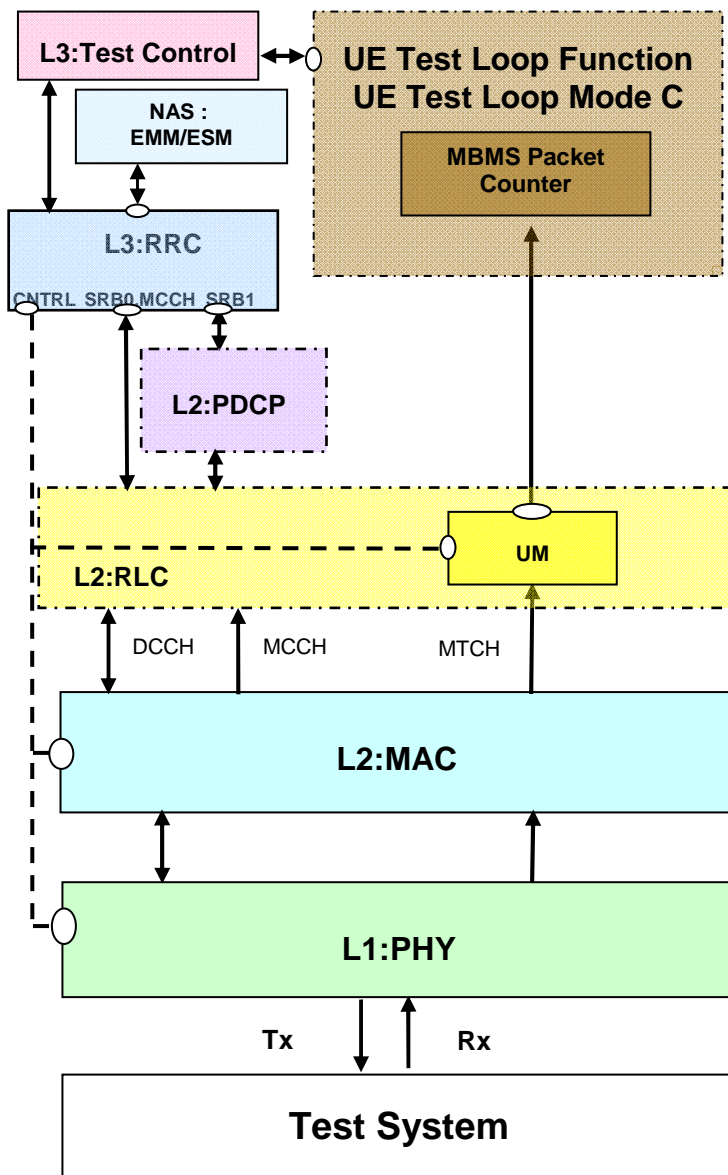 L3:Test Control
UE Test Loop Function
UE Test Loop Mode C
NAS :
EMM/ESM
MBMS Packet
Counter
L3:RRC
CNTRL SRB0 MCCH SRB1
L2:PDCP
UM
L2:RLC
DCCH MCCH MTCH
L2:MAC
L1:PHY
Tx Rx
Test System